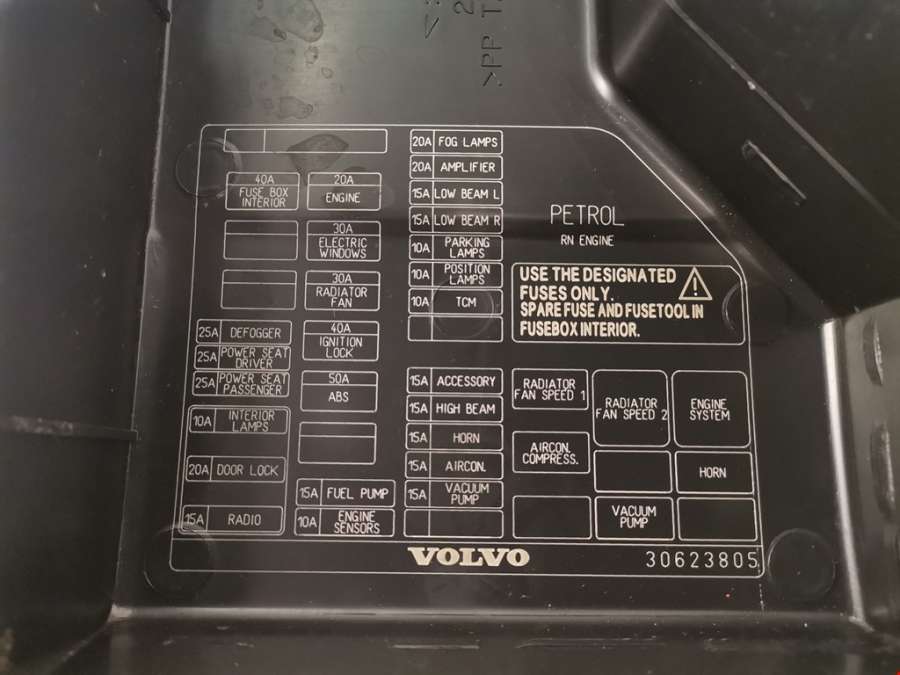 >PP T
40A
FUSE BOX
INTERIOR
20A
ENGINE
30A
ELECTRIC
WINDOWS
30A
RADIATOR
FAN
25A DEFOGGER
25A POWER SEAT
DRIVER
25A POWER SEAT
PASSENGER
10A INTERIOR
LAMPS
20A DOOR LOCK
15A RADIO
40A
IGNITION
LOCK
50A
ABS
15A FUEL PUMP
10A ENGINE
SENSORS
20A FOG LAMPS
20A AMPLIFIER
15A LOW BEAM L
15A LOW BEAM R
10A PARKING
LAMPS
10A POSITION
LAMPS
10A TCM
15A ACCESSORY
15A HIGH BEAM
15A HORN
15A AIRCON.
15A VACUUM
PUMP
PETROL
RN ENGINE
USE THE DESIGNATED
FUSES ONLY.
SPARE FUSE AND FUSETOOL IN
FUSEBOX INTERIOR.
RADIATOR
FAN SPEED 1
RADIATOR
FAN SPEED 2
ENGINE
SYSTEM
AIRCON.
COMPRESS.
HORN
VACUUM
PUMP
VOLVO
30623805